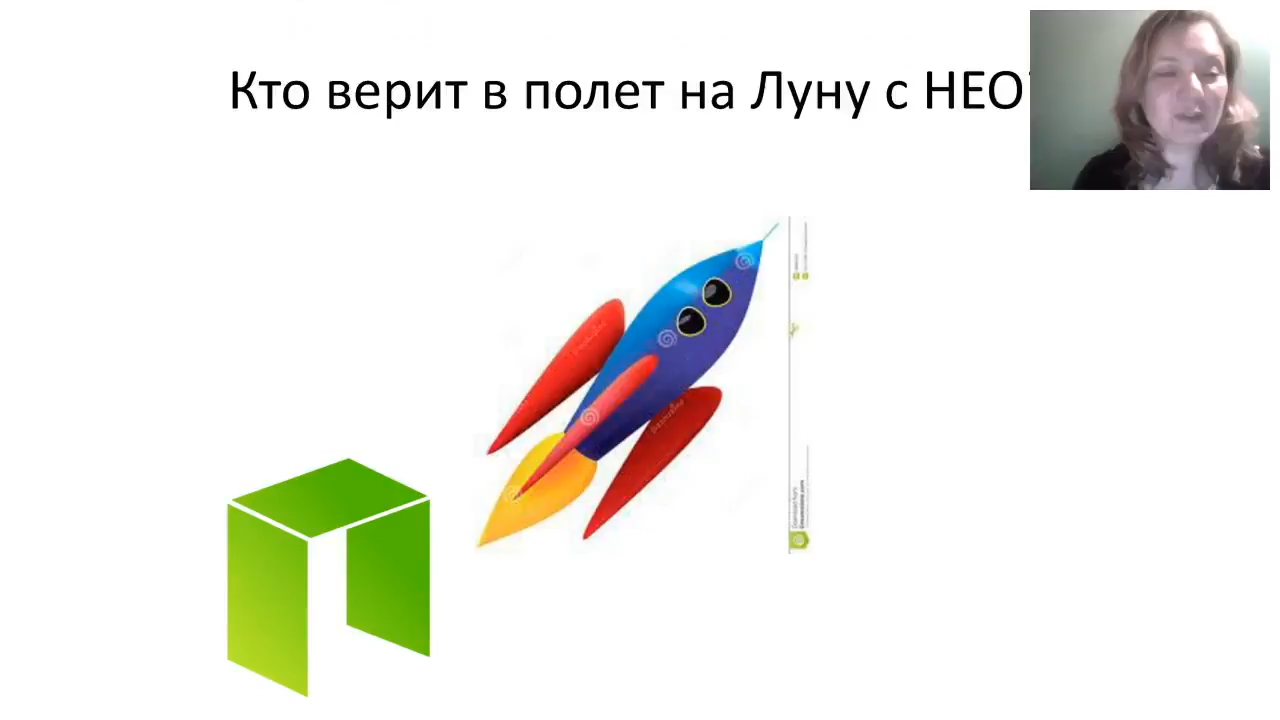 Кто верит в полет на Луну с НЕО?